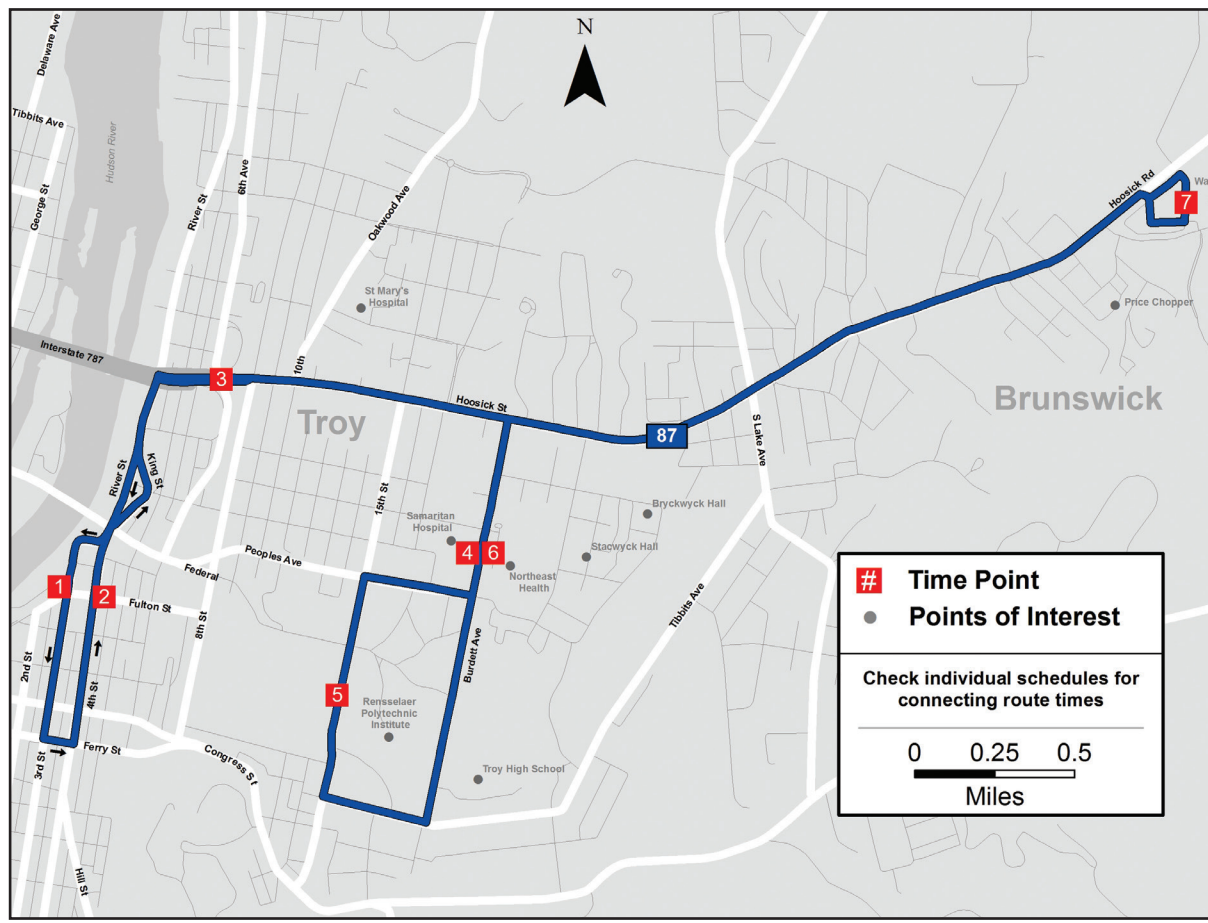 Delaware Ave
Tibbits Ave
George St
Hudson River
River St
6th Ave
Oakwood Ave
N
Hoosick Rd
Wa
7
St Mary's
Hospital
Price Chopper
Interstate 787
3
10th
Hoosick St
Troy
87
Brunswick
S Lake Ave
River St
King St
15th St
Samaritan
Hospital
Bryckwyck Hall
Stacwyck Hall
4
6
Northeast
Health
Peoples Ave
Federal
1
2
Fulton St
8th St
Tibbits Ave
Burdett Ave
2nd St
4th St
5
Rensselaer
Polytechnic
Institute
3rd St
Ferry St
Congress St
Troy High School
Hill St
# Time Point
Points of Interest
Check individual schedules for
connecting route times
0 0.25 0.5
Miles